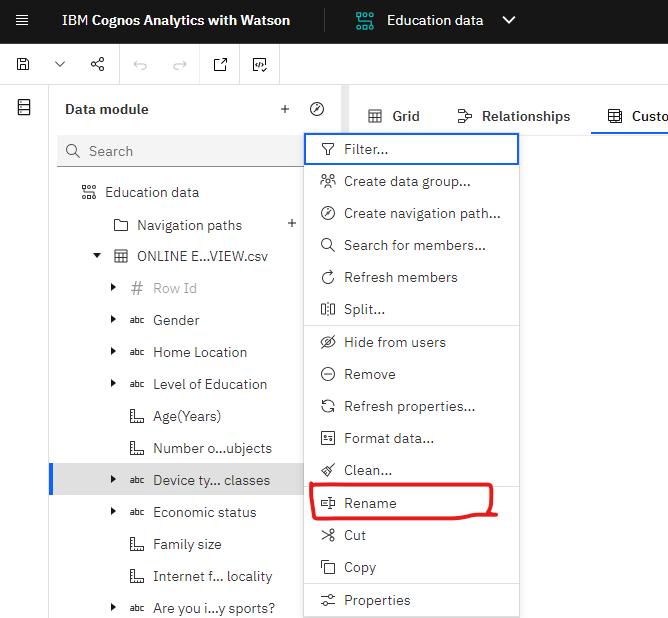 IBM Cognos Analytics with Watson
Education data
Data module
Grid
Relationships
Custo
Search
Education data
Navigation paths
ONLINE E...VIEW.csv
# Row Id
abc Gender
abc Home Location
abc Level of Education
Age(Years)
Number o...ubjects
abc Device ty... classes
abc Economic status
Family size
Internet f... locality
abc Are you i...y sports?
Filter...
Create data group...
Create navigation path...
Search for members...
Refresh members
Split...
Hide from users
Remove
Refresh properties...
Format data...
Clean...
Rename
Cut
Copy
Properties